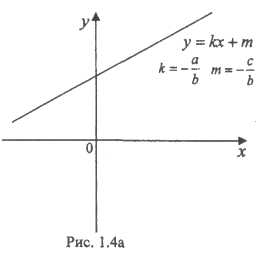 y
y = kx + m
k = -a/b  m = -c/b
0
x
Рис. 1.4а